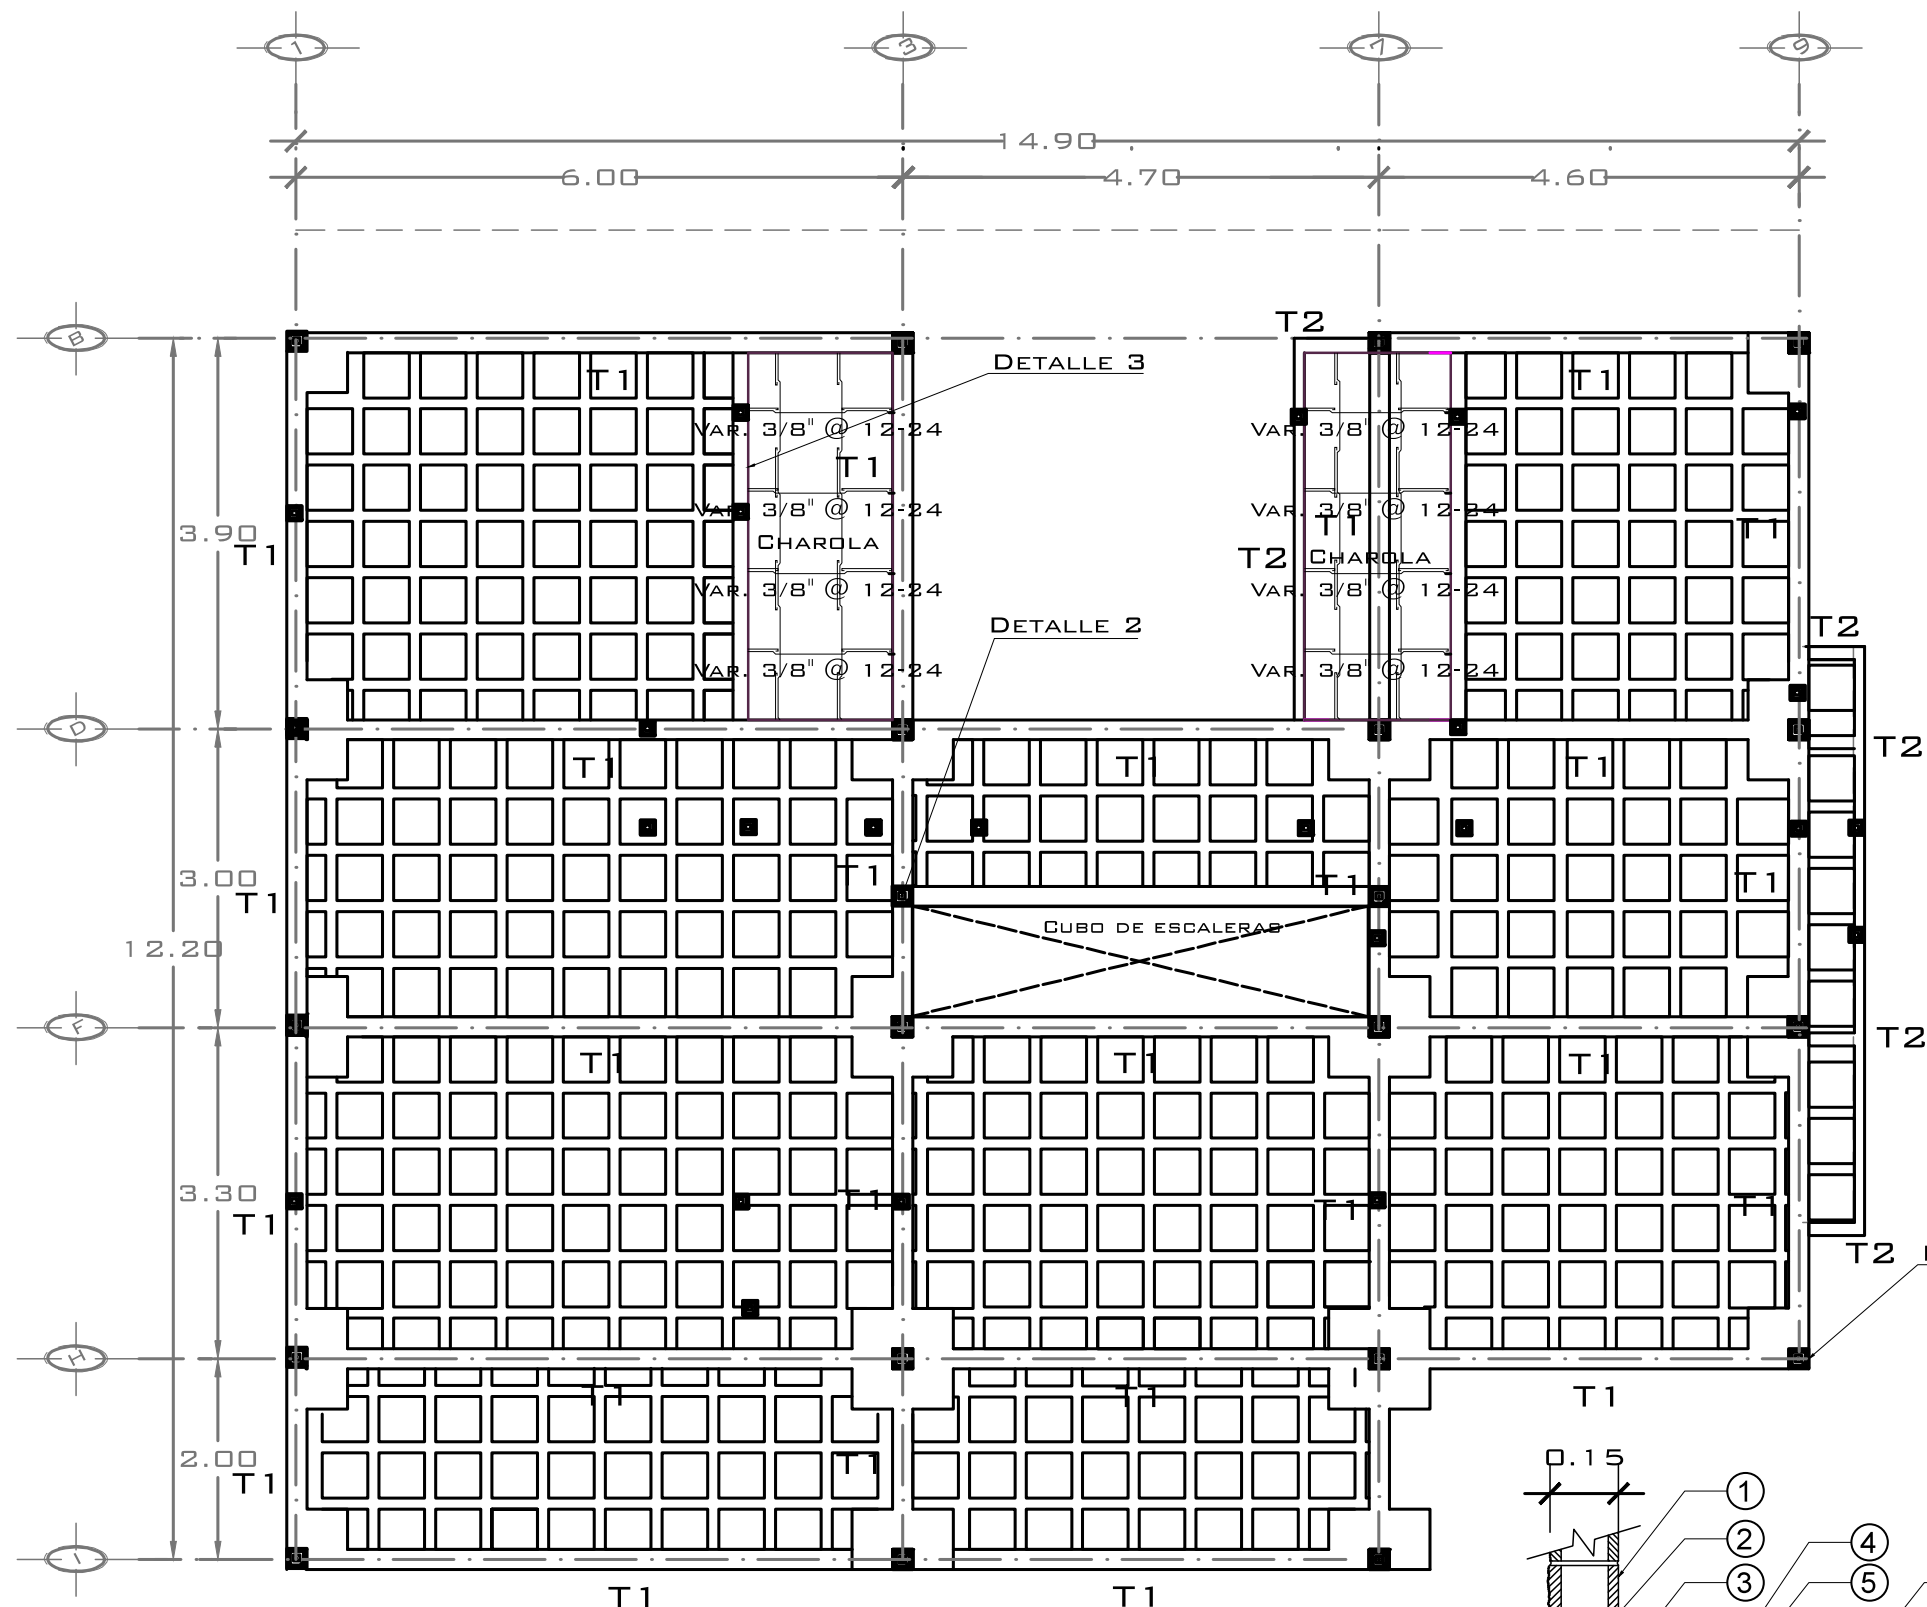 1 3 7 9
14.90
6.00 4.70 4.60
B
T2
DETALLE 3
T1 T1
VAR. 3/8" @ 12-24 VAR. 3/8" @ 12-24
T1
VAR. 3/8" @ 12-24 VAR. 3/8" @ 12-24
3.90
T1 T1
T1
CHAROLA T2 CHAROLA
VAR. 3/8" @ 12-24 VAR. 3/8" @ 12-24
DETALLE 2 T2
VAR. 3/8" @ 12-24 VAR. 3/8" @ 12-24
D
T2
T1 T1 T1
3.00 T1 T1 T1
T1
CUBO DE ESCALERAS
12.20
F
T2
T1 T1 T1
3.30 T1 T1 T1
T1
T2
H
T1 T1 T1
0.15
2.00 T1
T1
1
2
4
I
3 5
T1 T1